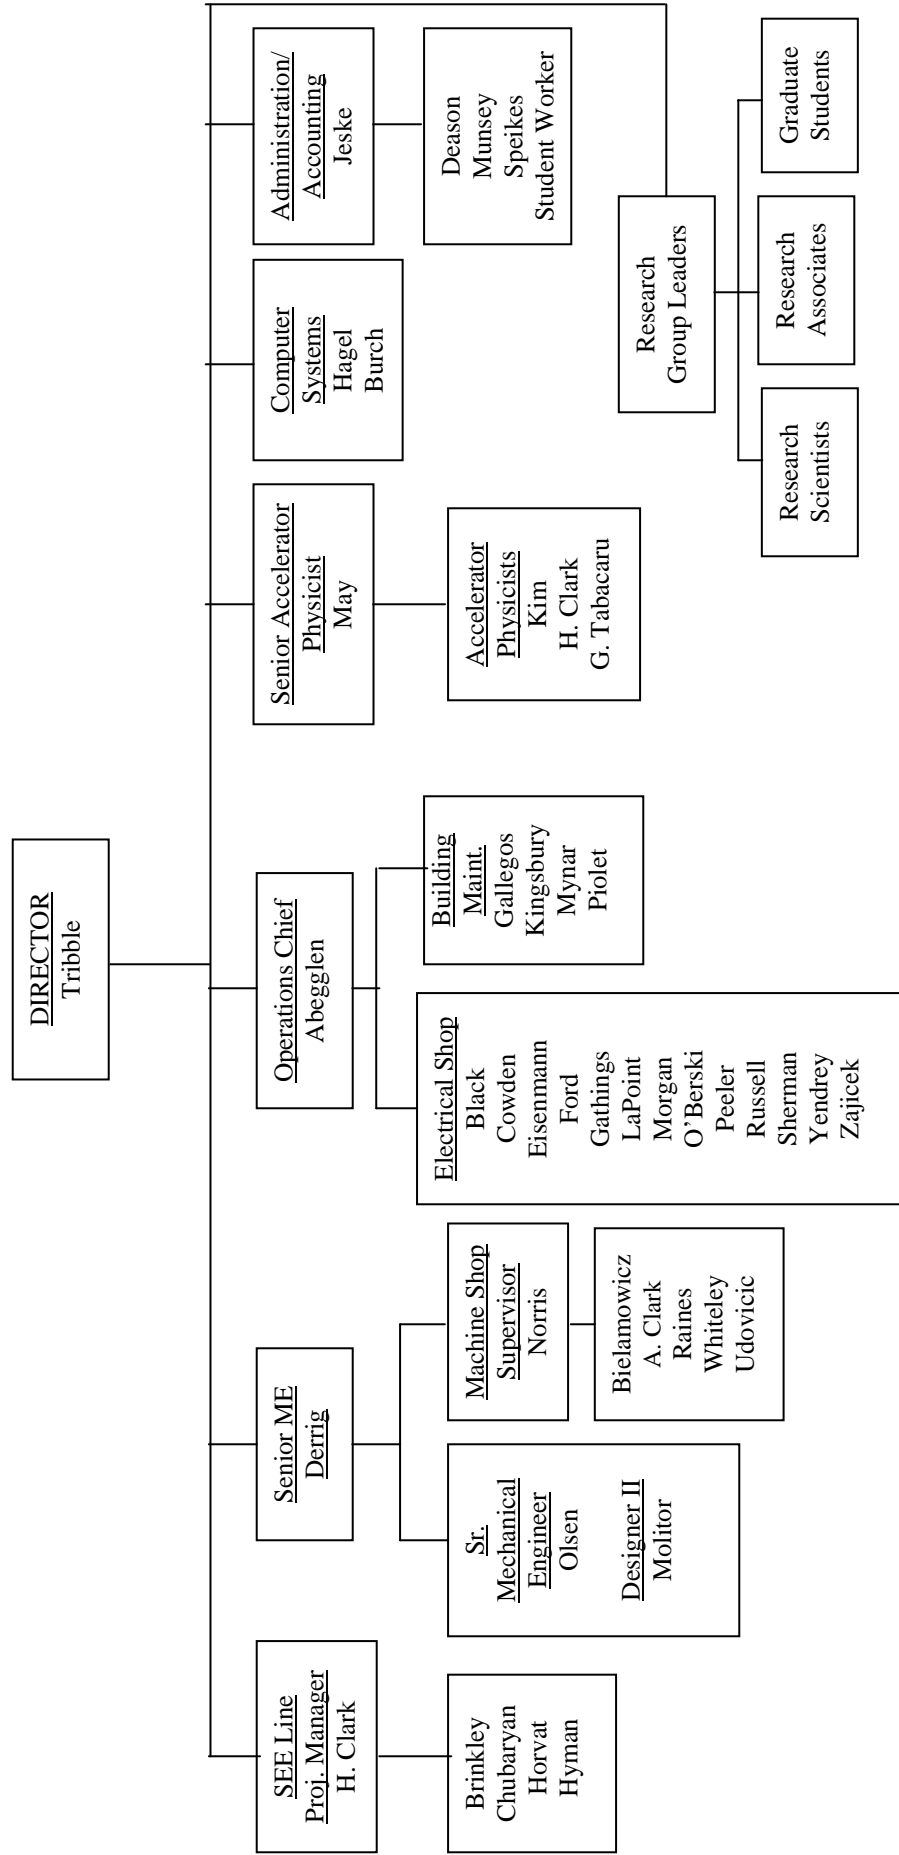 DIRECTOR
Tribble
SEE Line
Proj. Manager
H. Clark
Brinkley
Chubaryan
Horvat
Hyman
Senior ME
Derrig
Sr.
Mechanical
Engineer
Olsen
Designer II
Molitor
Machine Shop
Supervisor
Norris
Bielamowicz
A. Clark
Raines
Whiteley
Udovicic
Operations Chief
Abegglen
Electrical Shop
Black
Cowden
Eisenmann
Ford
Gathings
LaPoint
Morgan
O’Berski
Peeler
Russell
Sherman
Yendrey
Zajicek
Building
Maint.
Gallegos
Kingsbury
Mynar
Piolet
Senior Accelerator
Physicist
May
Accelerator
Physicists
Kim
H. Clark
G. Tabacaru
Computer
Systems
Hagel
Burch
Administration/
Accounting
Jeske
Deason
Munsey
Speikes
Student Worker
Research
Group Leaders
Research
Scientists
Research
Associates
Graduate
Students